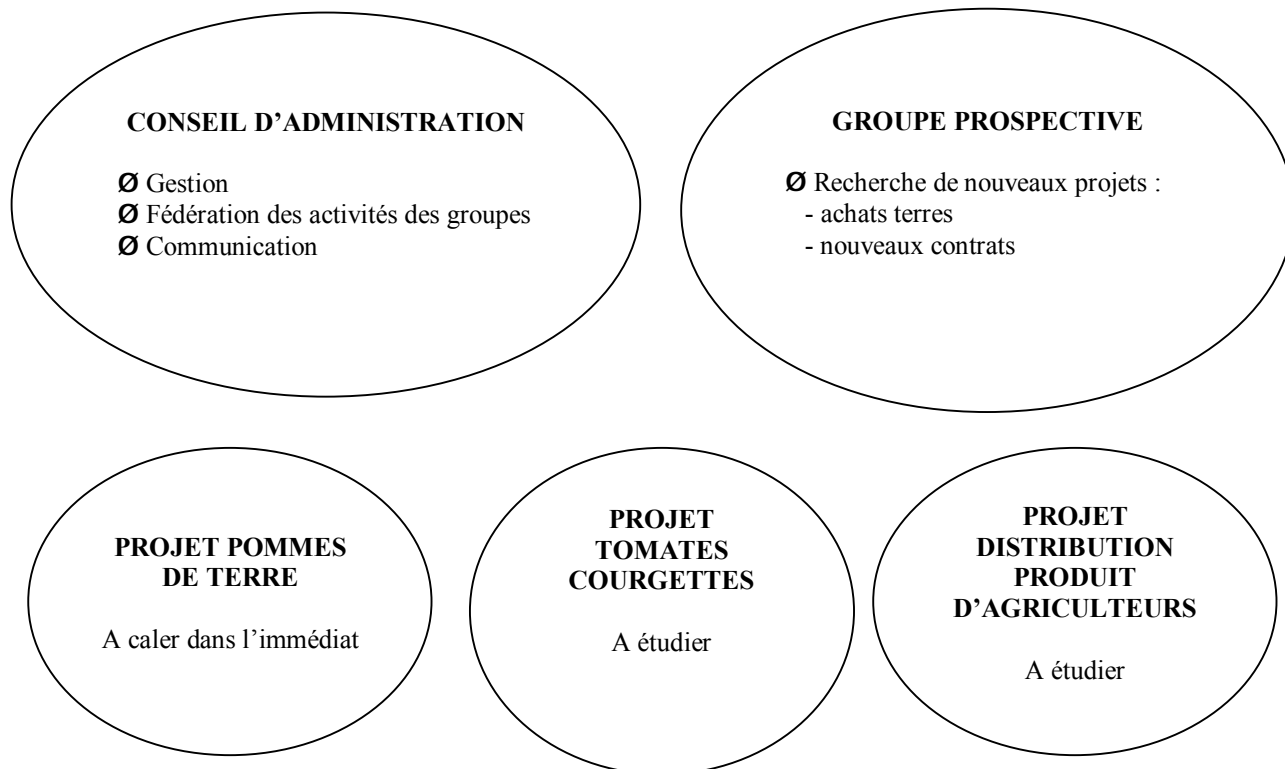 CONSEIL D’ADMINISTRATION
Ø Gestion
Ø Fédération des activités des groupes
Ø Communication
GROUPE PROSPECTIVE
Ø Recherche de nouveaux projets :
- achats terres
- nouveaux contrats
PROJET POMMES
DE TERRE
A caler dans l’immédiat
PROJET
TOMATES
COURGETTES
A étudier
PROJET
DISTRIBUTION
PRODUIT
D’AGRICULTEURS
A étudier